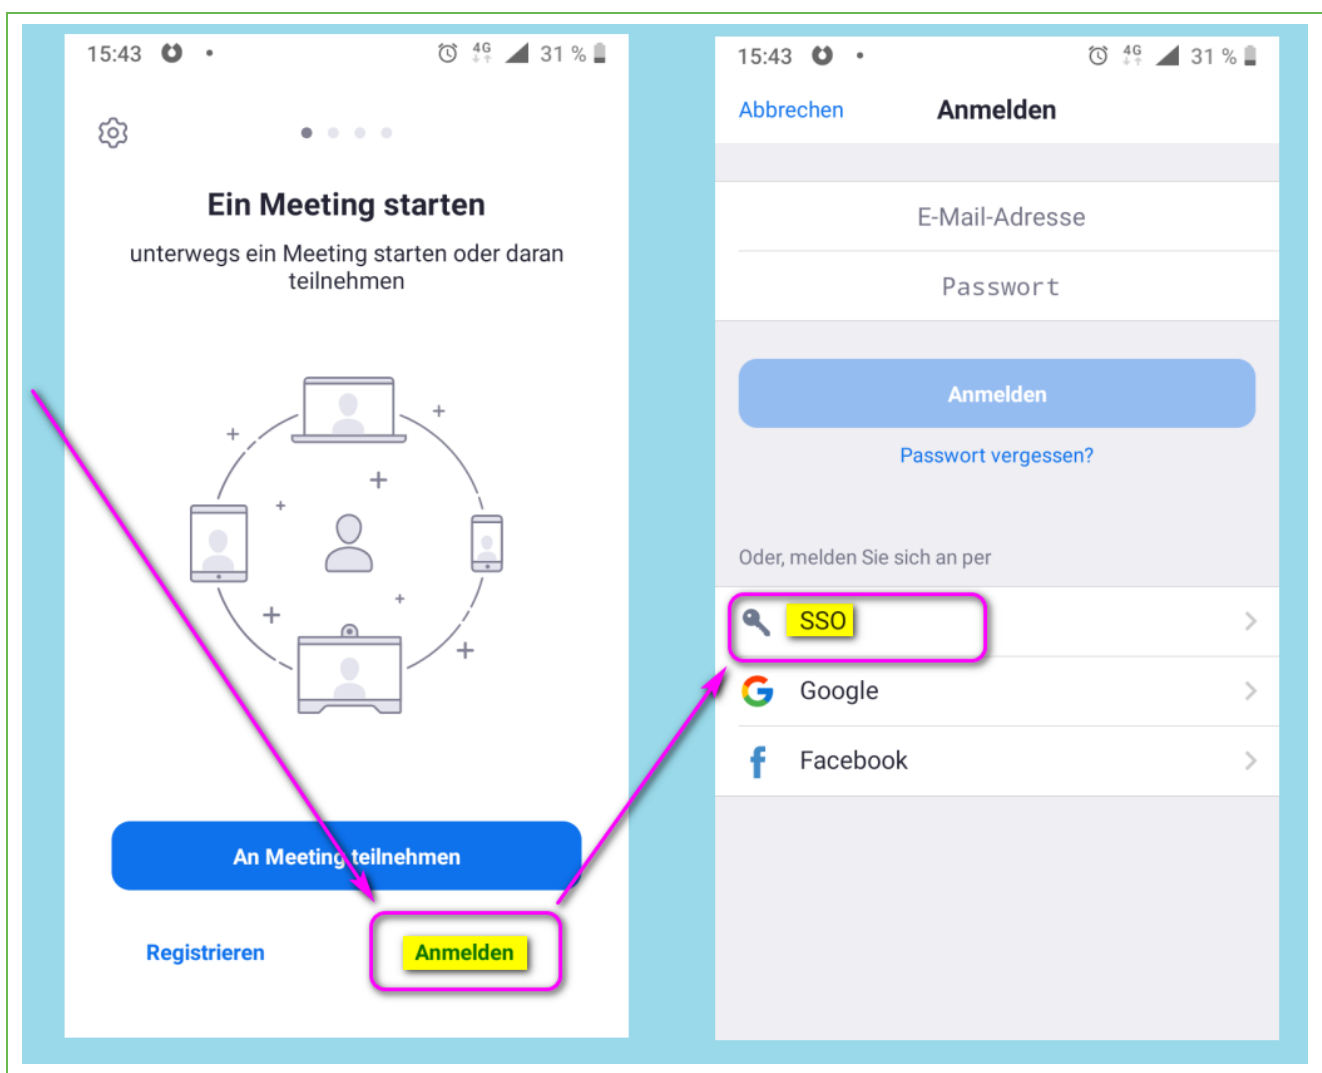 15:43
4G
31 %
Ein Meeting starten
unterwegs ein Meeting starten oder daran
teilnehmen
An Meeting teilnehmen
Registrieren
Anmelden
15:43
4G
31 %
Abbrechen
Anmelden
E-Mail-Adresse
Passwort
Anmelden
Passwort vergessen?
Oder, melden Sie sich an per
SSO
Google
Facebook